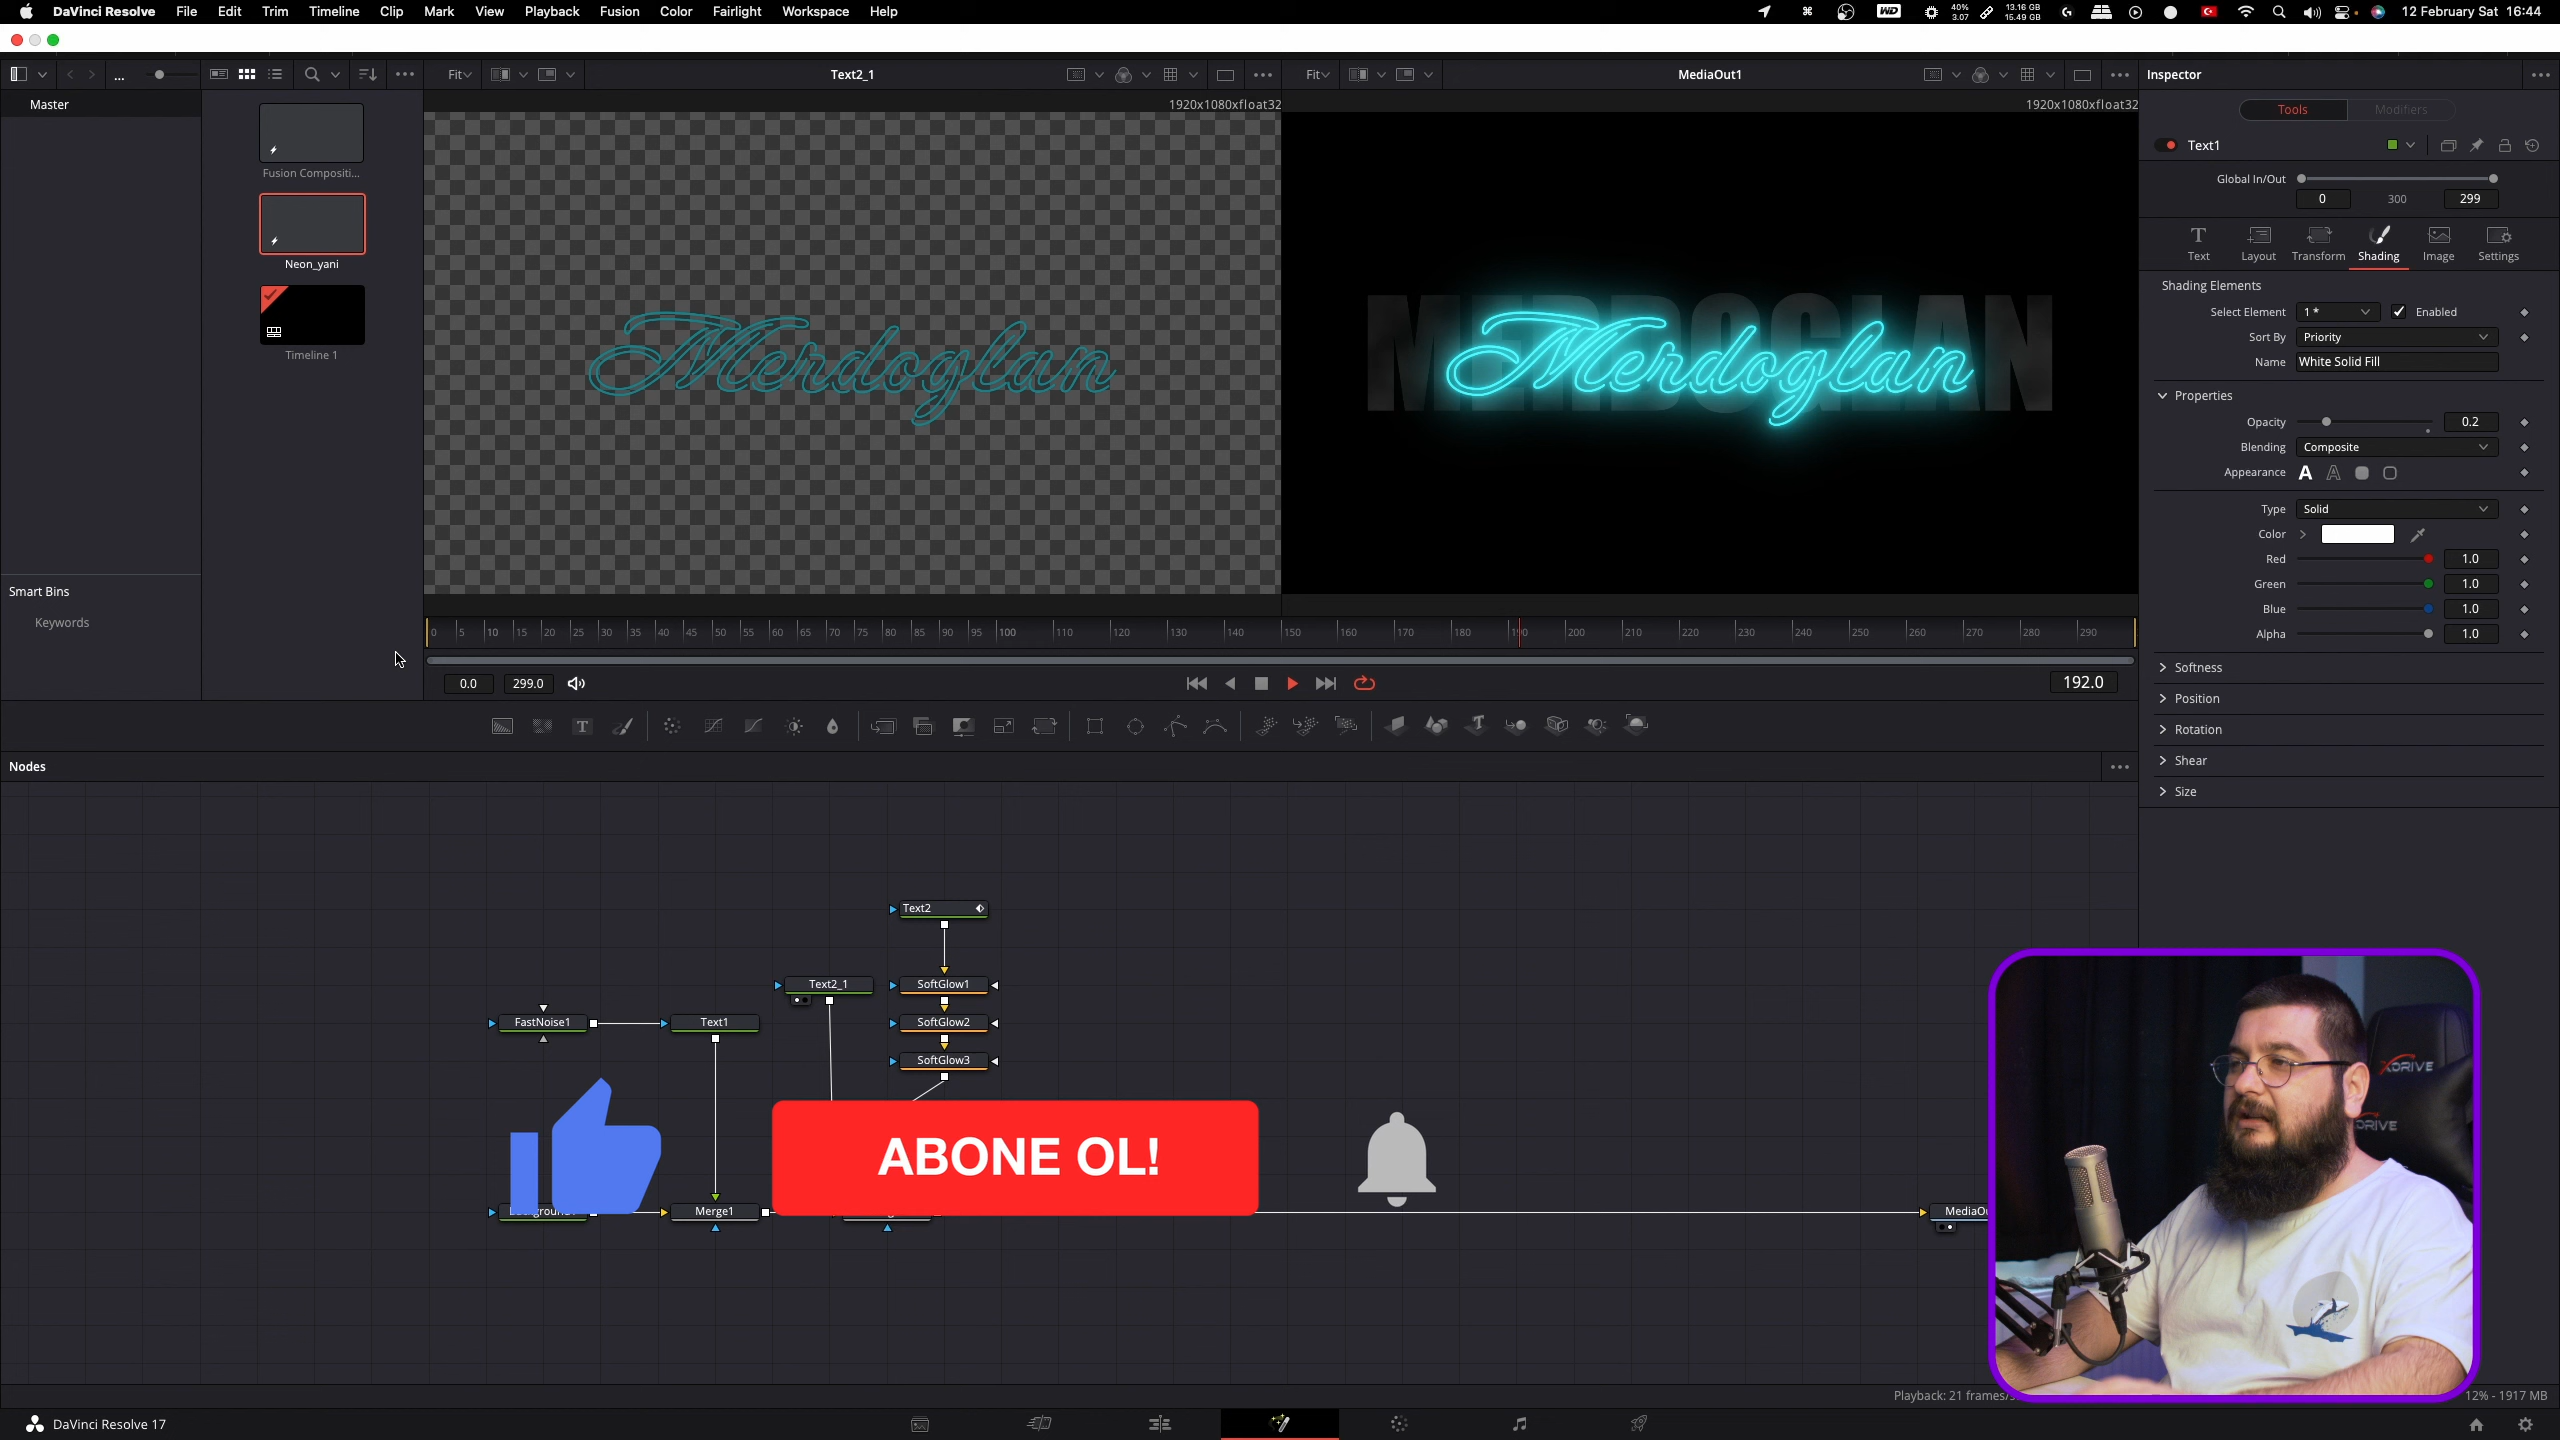 DaVinci Resolve File Edit Trim Timeline Clip Mark View Playback Fusion Color Fairlight Workspace Help
WD 40% 3.07 13.16 GB 15.49 GB 12 February Sat 16:44
... Fit Text2_1 Fit MediaOut1 Inspector
Master
1920x1080xfloat32
1920x1080xfloat32
Tools Modifiers
Text1
Fusion Compositi...
Global In/Out
0 300 299
Text Layout Transform Shading Image Settings
Neon_yani
Shading Elements
Select Element 1 * Enabled
Sort By Priority
Name White Solid Fill
Timeline 1
Merdoglan
MERDOGLAN
Merdoglan
Properties
Opacity 0.2
Blending Composite
Appearance A A
Type Solid
Color
Red 1.0
Green 1.0
Blue 1.0
Alpha 1.0
Softness
Position
Rotation
Shear
Size
Smart Bins
Keywords
0 5 10 15 20 25 30 35 40 45 50 55 60 65 70 75 80 85 90 95 100 110 120 130 140 150 160 170 180 190 200 210 220 230 240 250 260 270 280 290
0.0 299.0 192.0
Nodes
Text2
Text2_1 SoftGlow1
FastNoise1 Text1 SoftGlow2
SoftGlow3
ABONE OL!
Merge1 MediaOu
XDRIVE
DRIVE
Playback: 21 frames/ 12% - 1917 MB
DaVinci Resolve 17